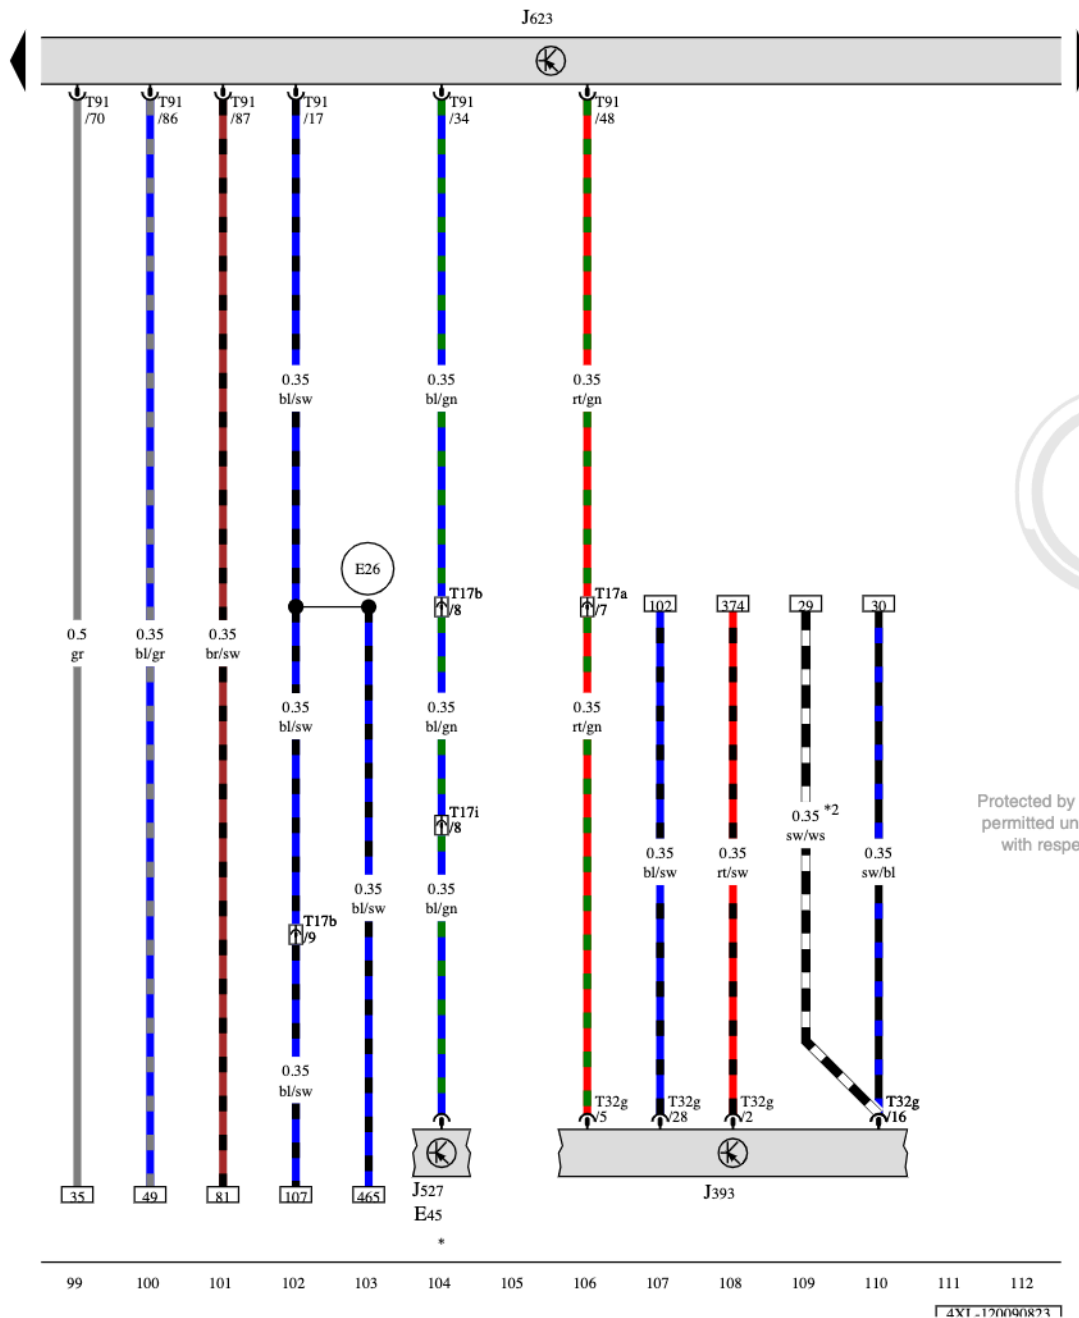 J623
T91 T91 T91 T91 T91 T91
/70 /86 /87 /17 /34 /48
0.35 0.35 0.35
bl/sw bl/gn rt/gn
E26
T17b T17a
/8 /7
102 374 29 30
0.5 0.35 0.35
gr bl/gr br/sw
0.35 0.35 0.35
bl/sw bl/gn rt/gn
Protected by
permitted un
with respe
T17i
/8
0.35 *2
sw/ws
0.35 0.35 0.35
bl/sw rt/sw sw/bl
0.35 0.35
bl/sw bl/gn
T17b
/9
0.35
bl/sw
T32g T32g T32g T32g
/5 /28 /2 /16
35 49 81 107 465
J527
E45
*
J393
99 100 101 102 103 104 105 106 107 108 109 110 111 112
4XL-120090823